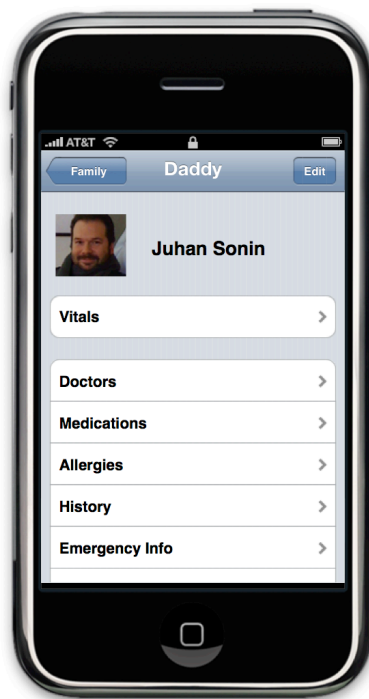 AT&T
Family
Daddy
Edit
Juhan Sonin
Vitals
Doctors
Medications
Allergies
History
Emergency Info